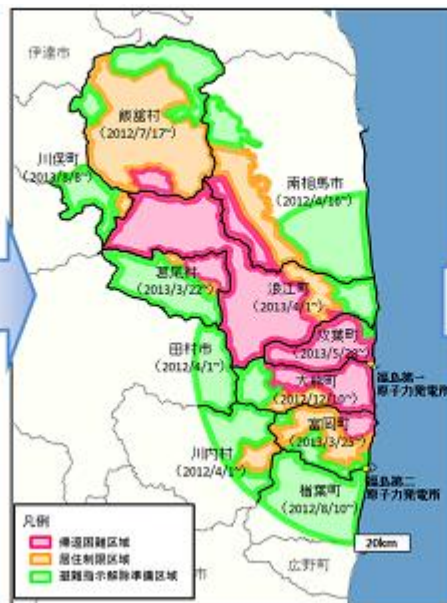 伊達市
飯舘村
(2012/7/17~)
川俣町
(2013/8/8~)
南相馬市
(2012/4/16~)
葛尾村
(2013/3/22~)
浪江町
(2013/4/1~)
双葉町
(2013/5/28~)
田村市
(2012/4/1~)
大熊町
(2012/12/10~)
福島第一
原子力発電所
富岡町
(2013/3/25~)
川内村
(2012/4/1~)
福島第二
原子力発電所
楢葉町
(2012/8/10~)
凡例
帰還困難区域
居住制限区域
避難指示解除準備区域
20km
市
広野町